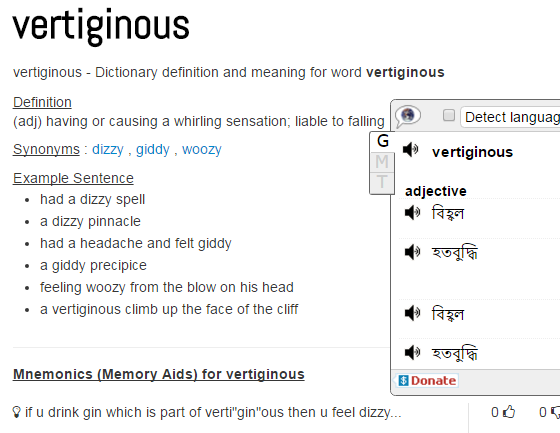 vertiginous
vertiginous - Dictionary definition and meaning for word vertiginous
Definition
(adj) having or causing a whirling sensation; liable to falling
Synonyms : dizzy , giddy , woozy
Example Sentence
had a dizzy spell
a dizzy pinnacle
had a headache and felt giddy
a giddy precipice
feeling woozy from the blow on his head
a vertiginous climb up the face of the cliff
Mnemonics (Memory Aids) for vertiginous
if u drink gin which is part of verti"gin"ous then u feel dizzy...
0
0
Detect language
G
M
T
vertiginous
adjective
বিহ্বল
হতবুদ্ধি
বিহ্বল
হতবুদ্ধি
$ Donate